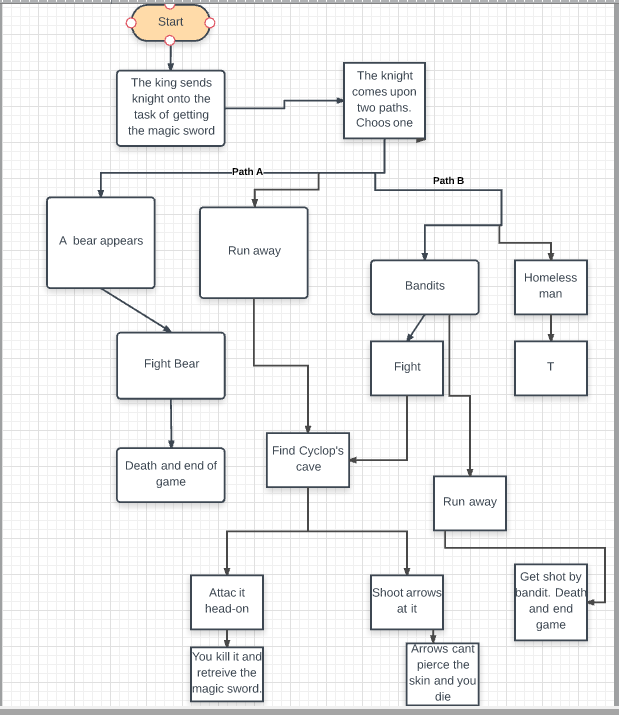 Start
The king sends
knight onto the
task of getting
the magic sword
The knight
comes upon
two paths.
Choos one
Path A
Path B
A bear appears
Run away
Bandits
Homeless
man
Fight Bear
Fight
T
Death and end of
game
Find Cyclop's
cave
Run away
Attac it
head-on
Shoot arrows
at it
Get shot by
bandit. Death
and end
game
You kill it and
retreive the
magic sword.
Arrows cant
pierce the
skin and you
die